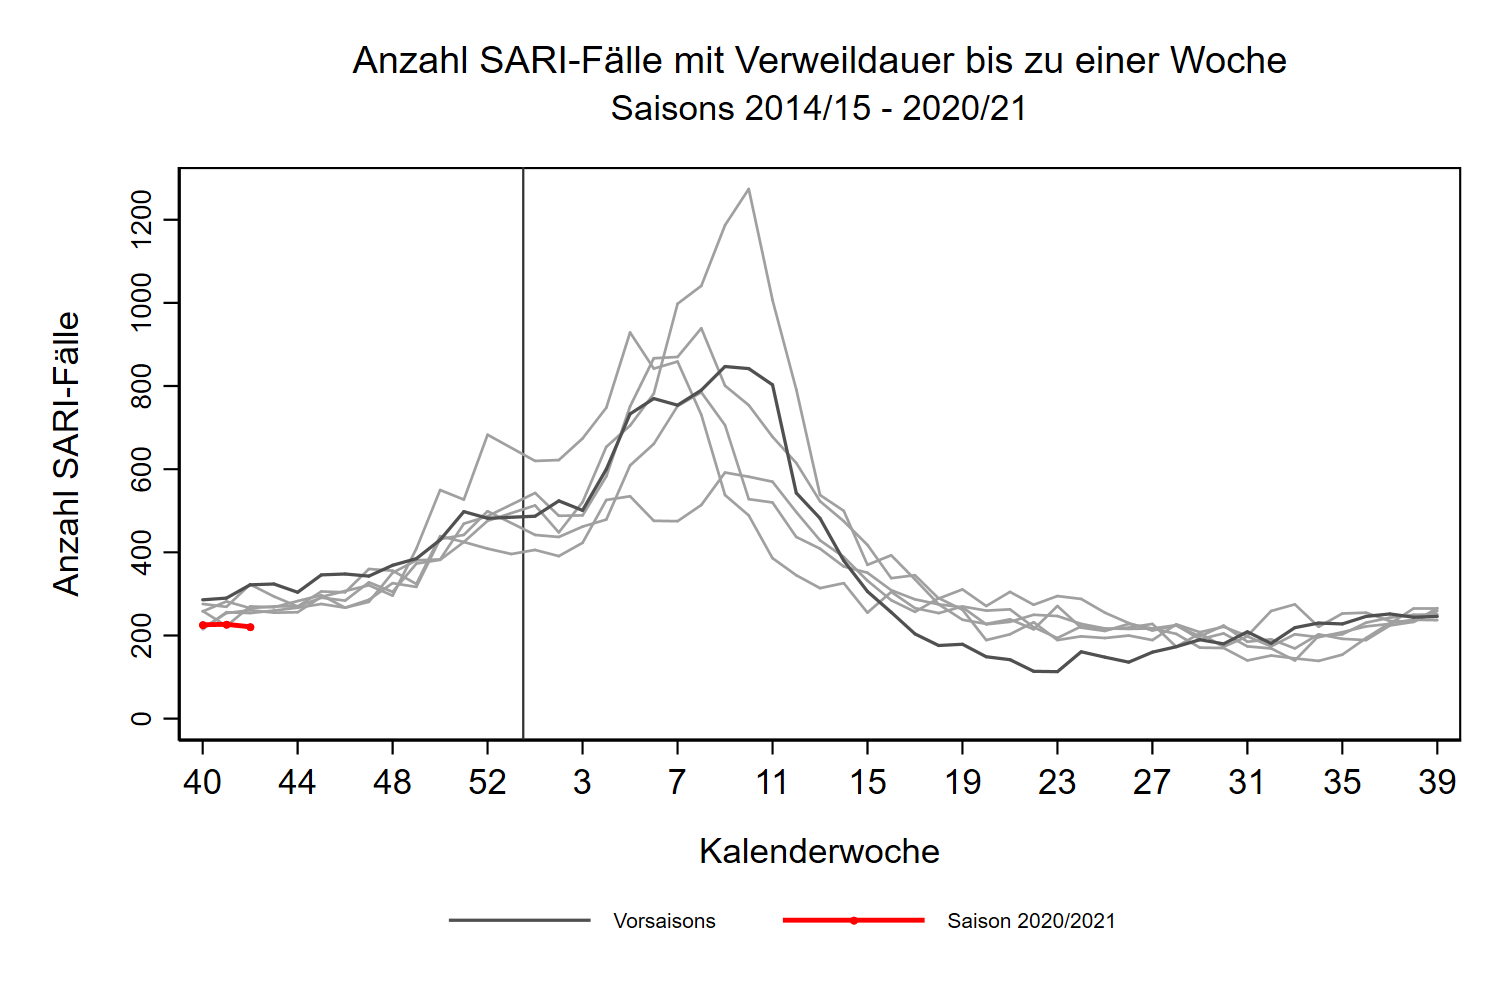 Anzahl SARI-Fälle mit Verweildauer bis zu einer Woche
Saisons 2014/15 - 2020/21
Anzahl SARI-Fälle
1200
1000
800
600
400
200
0
40 44 48 52 3 7 11 15 19 23 27 31 35 39
Kalenderwoche
Vorsaisons Saison 2020/2021